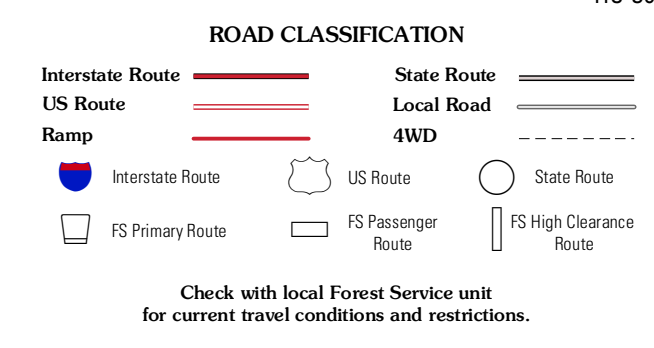 ROAD CLASSIFICATION
Interstate Route
State Route
US Route
Local Road
Ramp
4WD
Interstate Route
US Route
State Route
FS Primary Route
FS Passenger
Route
FS High Clearance
Route
Check with local Forest Service unit
for current travel conditions and restrictions.